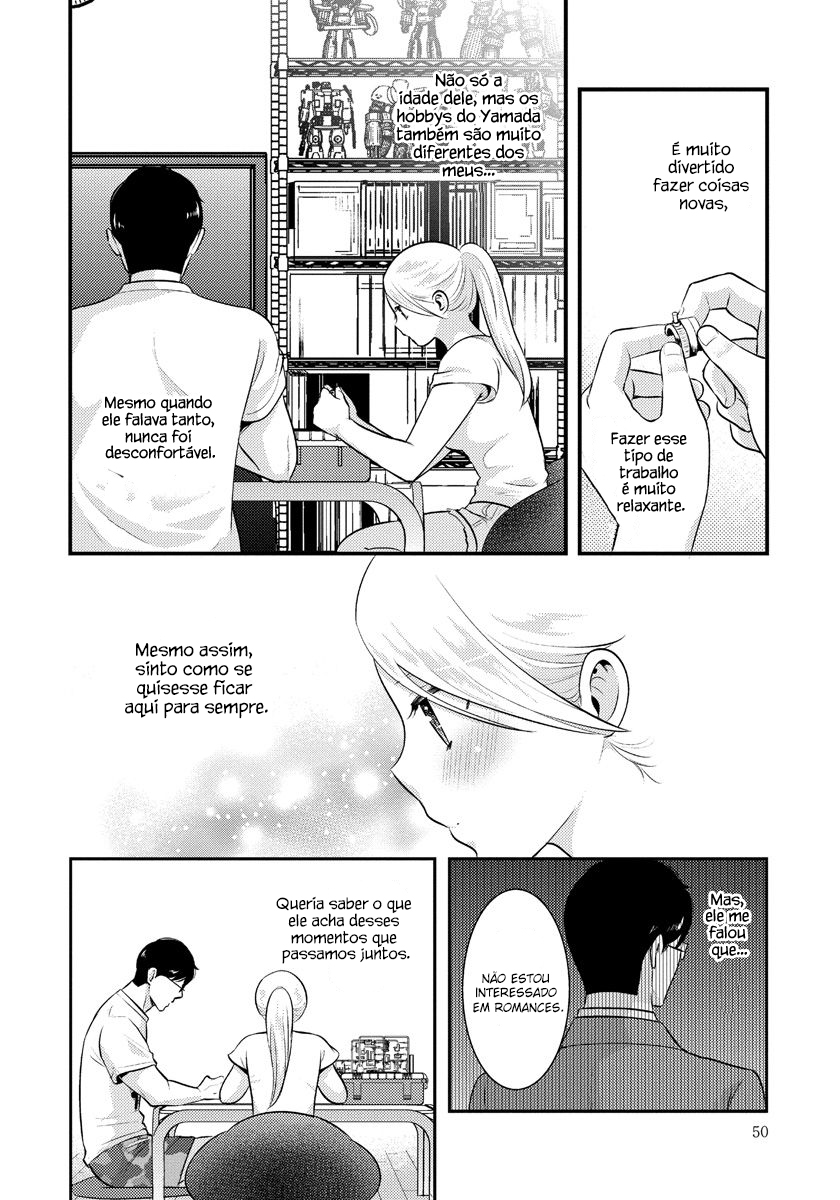 É muito
divertido
fazer coisas
novas,
Fazer esse
tipo de
trabalho
é muito
relaxante.
Não só a
idade dele, mas os
hobbys do Yamada
também são muito
diferentes dos
meus...
Mesmo quando
ele falava tanto,
nunca foi
desconfortável.
Mesmo assim,
sinto como se
quisesse ficar
aqui para sempre.
Mas,
ele me
falou
que...
NÃO ESTOU
INTERESSADO
EM ROMANCES.
Queria saber o que
ele acha desses
momentos que
passamos juntos.
50